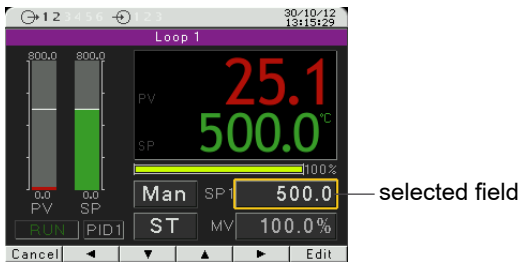 12 3456 123 30/10/12
13:15:29
Loop 1
800.0 800.0
PV 25.1
SP 500.0 °C
100%
0.0 0.0
PV SP
Man SP1 500.0
selected field
RUN PID1 ST MV 100.0%
Cancel ◄ ▼ ▲ ► Edit